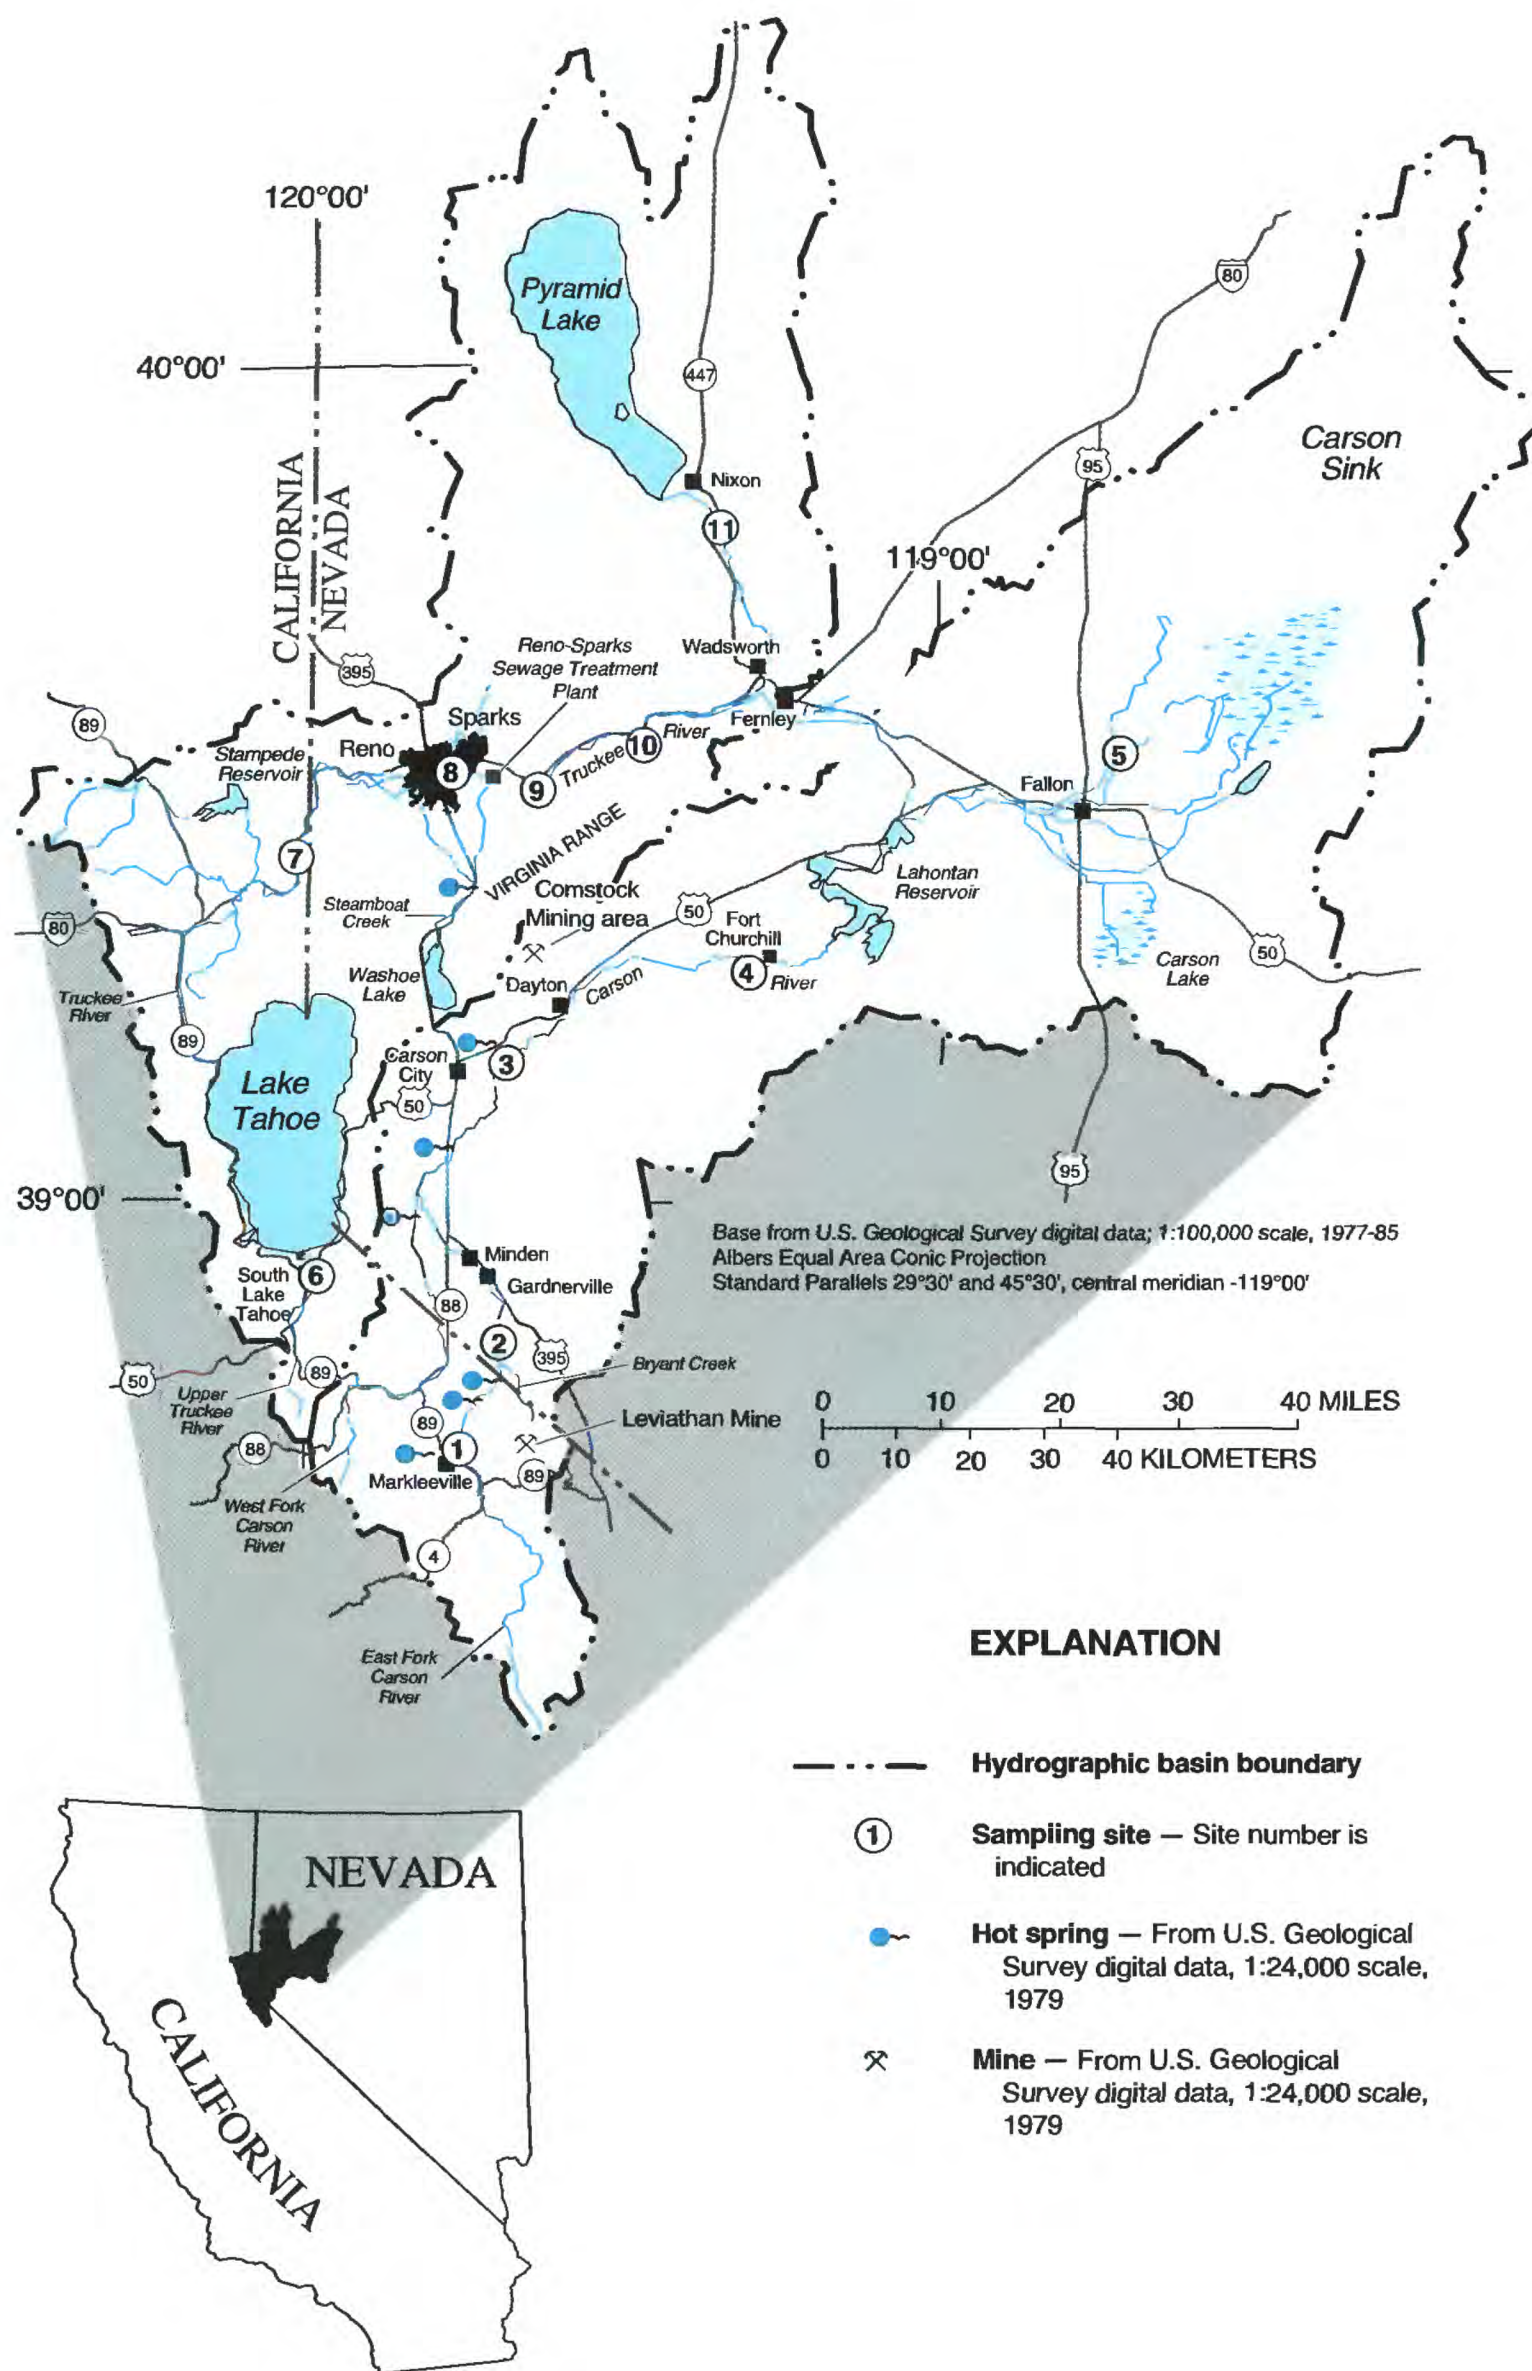 120°00'
Pyramid
Lake
80
40°00'
447
Carson
Sink
95
Nixon
CALIFORNIA
NEVADA
11
119°00'
Reno-Sparks
Sewage Treatment
Plant
Wadsworth
395
89
Sparks
Fernley
Stampede
Reservoir
Reno
8
9
Truckee
10
River
5
Fallon
7
VIRGINIA RANGE
Lahontan
Reservoir
Steamboat
Creek
Comstock
Mining area
50
Fort
Churchill
80
Washoe
Lake
Dayton
Carson
4
River
Carson
Lake
50
Truckee
River
89
Carson
City
3
Lake
Tahoe
50
95
39°00'
Base from U.S. Geological Survey digital data; 1:100,000 scale, 1977-85
Albers Equal Area Conic Projection
Standard Parallels 29°30' and 45°30', central meridian -119°00'
Minden
Gardnerville
6
South
Lake
Tahoe
88
2
395
Bryant Creek
50
89
Upper
Truckee
River
89
Leviathan Mine
88
1
Markleeville
89
West Fork
Carson
River
4
East Fork
Carson
River
0 10 20 30 40 MILES
0 10 20 30 40 KILOMETERS
EXPLANATION
Hydrographic basin boundary
1
Sampling site — Site number is
indicated
Hot spring — From U.S. Geological
Survey digital data, 1:24,000 scale,
1979
Mine — From U.S. Geological
Survey digital data, 1:24,000 scale,
1979
NEVADA
CALIFORNIA